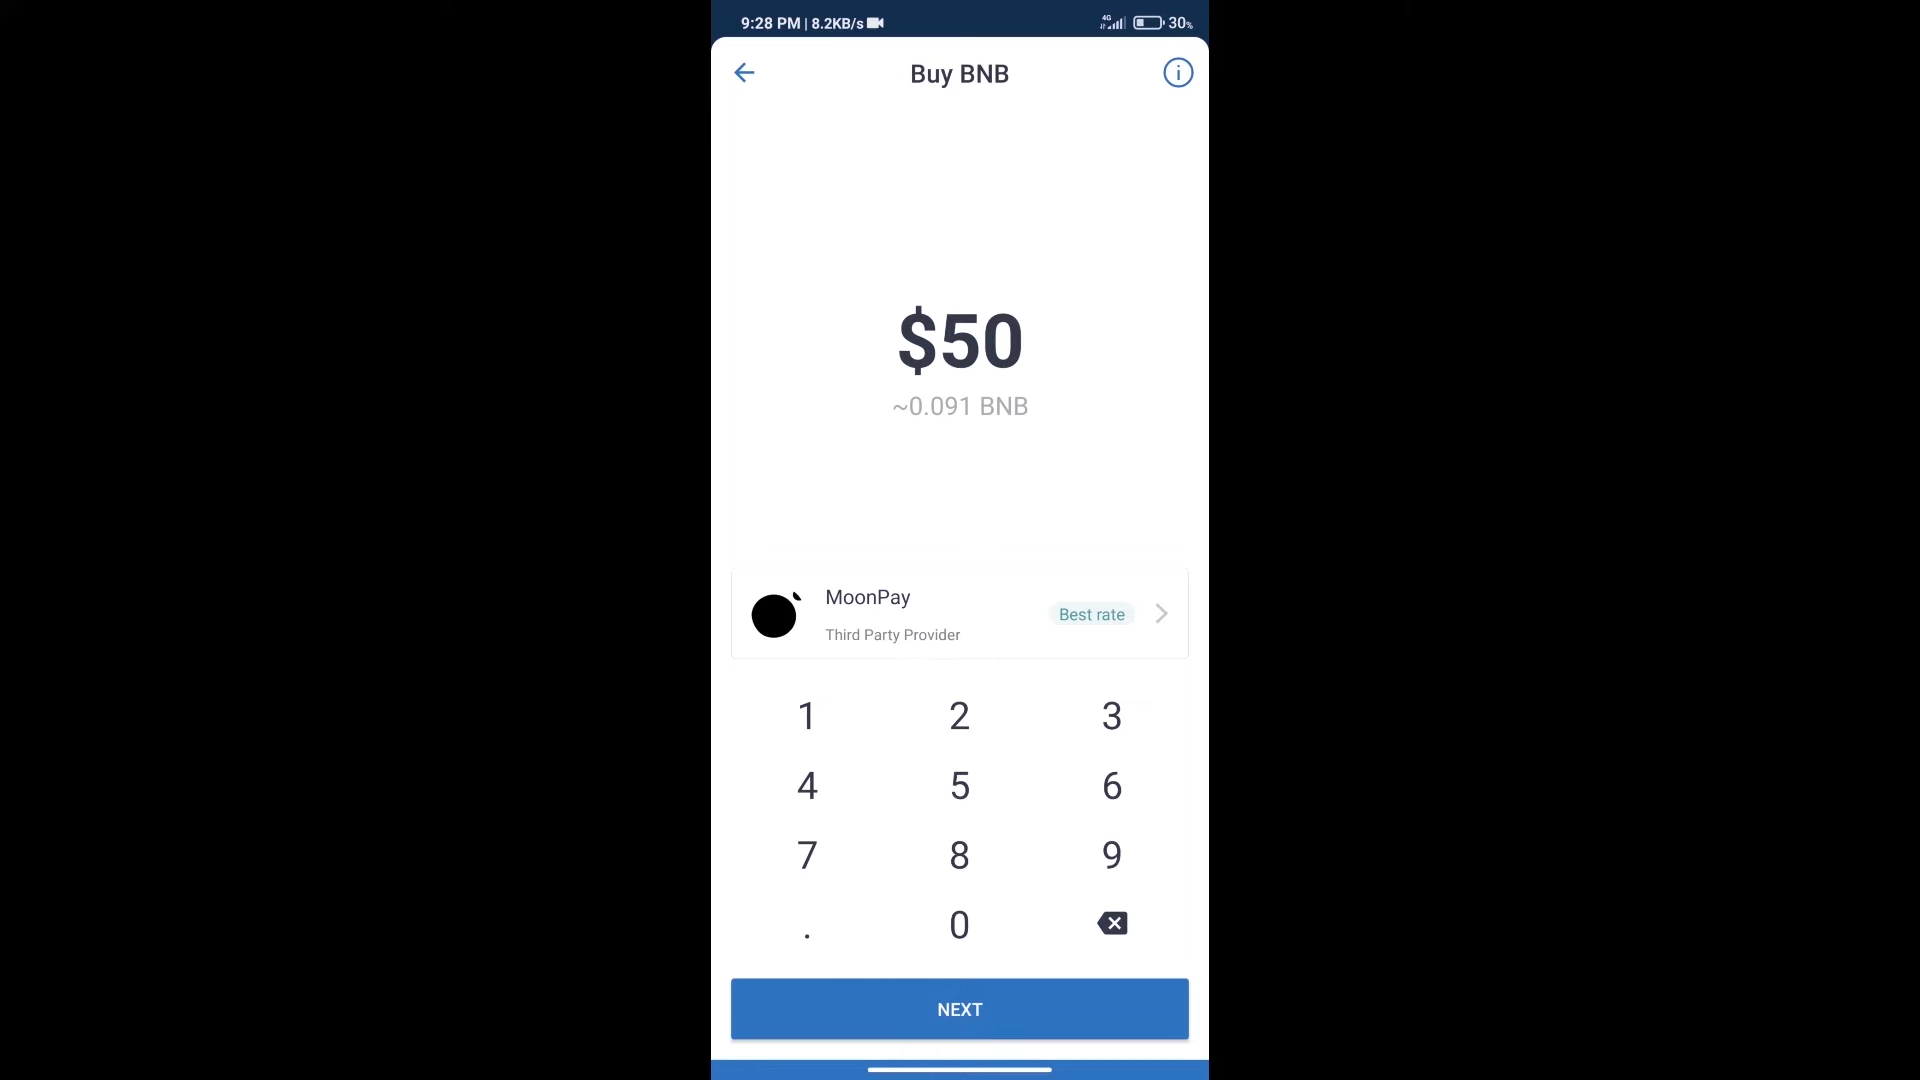 9:28 PM | 8.2KB/s 4G 30%
Buy BNB
$50
~0.091 BNB
MoonPay
Best rate
Third Party Provider
1 2 3
4 5 6
7 8 9
. 0
NEXT